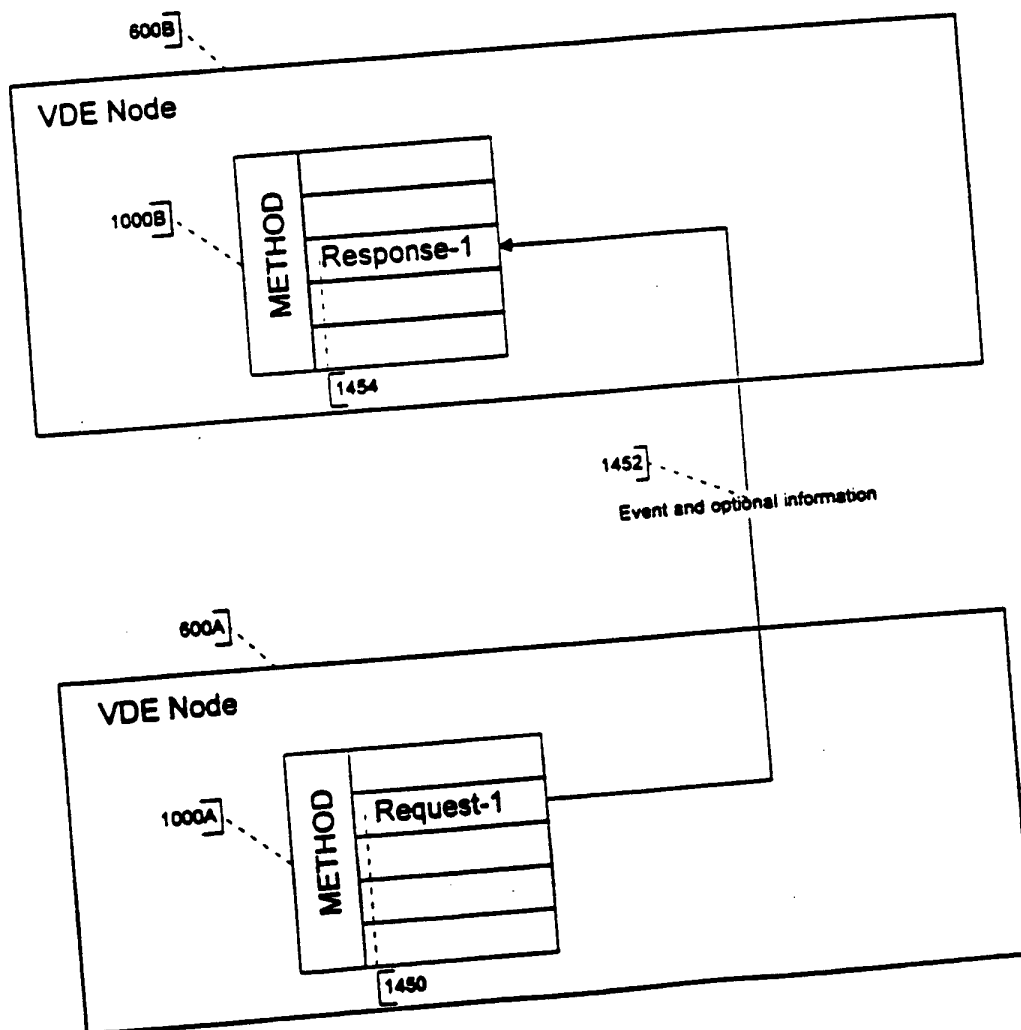 600B
VDE Node
1000B
METHOD
Response-1
1454
1452
Event and optional information
600A
VDE Node
1000A
METHOD
Request-1
1450